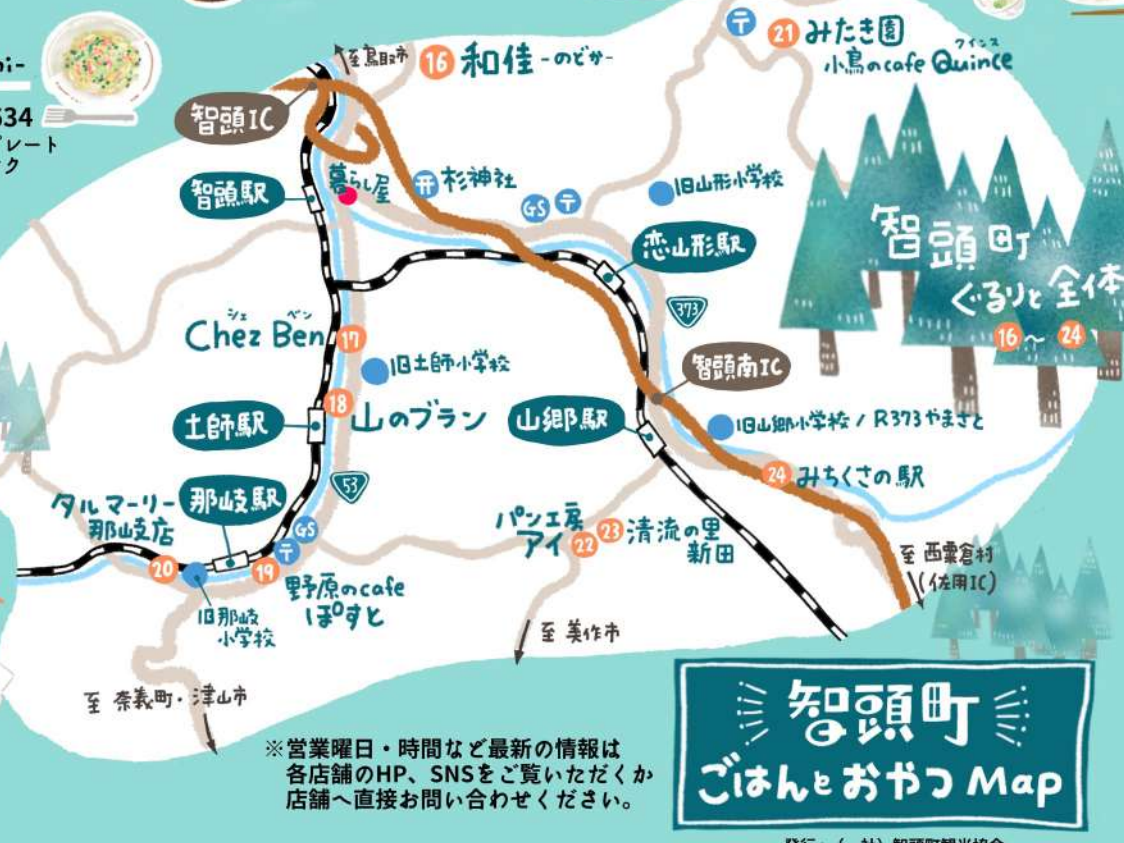 534
プレート
至鳥取市
16 和佳 -のどか-
〒
21 みたき園
小鳥のcafe Quince
クインス
智頭IC
智頭駅
暮らし屋
杉神社
GS 〒
旧山形小学校
恋山形駅
智頭町
ぐるりと全体
16～24
373
シェ ベン
Chez Ben 17
旧土師小学校
智頭南IC
18 山のブラン
土師駅
山郷駅
旧山郷小学校 / R373やまさと
24 みちくさの駅
53
タルマーリー
那岐店
那岐駅
GS
〒
20
19
野原のcafe
ぽすと
旧那岐
小学校
パン工房
アイ 22
23 清流の里
新田
至 西粟倉村
(佐用IC)
至 美作市
至 奈義町・津山市
※営業曜日・時間など最新の情報は
各店舗のHP、SNSをご覧いただくか
店舗へ直接お問い合わせください。
智頭町
ごはんとおやつMap